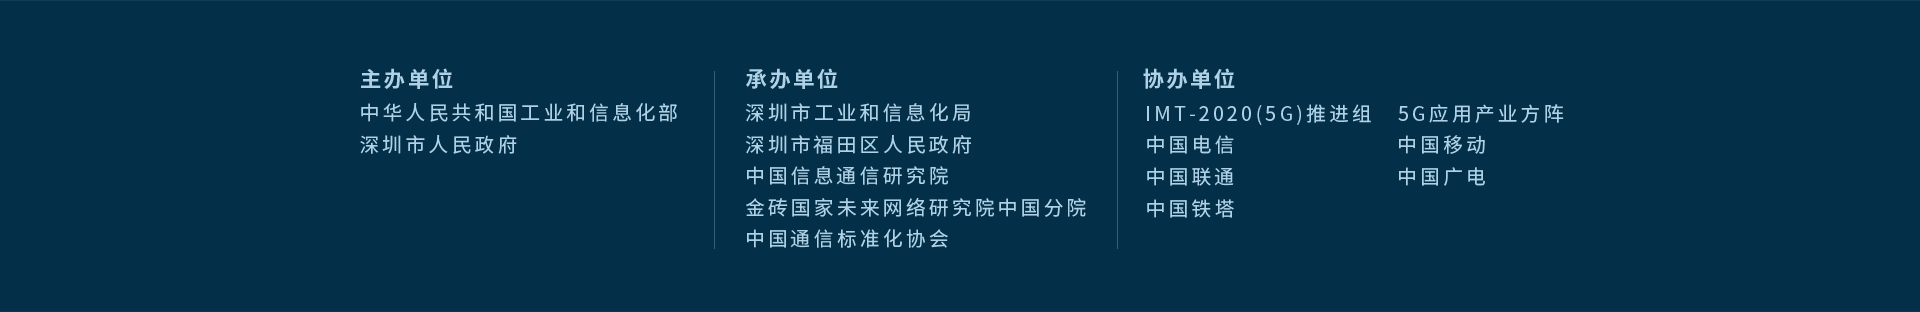 主办单位
中华人民共和国工业和信息化部
深圳市人民政府
承办单位
深圳市工业和信息化局
深圳市福田区人民政府
中国信息通信研究院
金砖国家未来网络研究院中国分院
中国通信标准化协会
协办单位
IMT-2020(5G)推进组 5G应用产业方阵
中国电信 中国移动
中国联通 中国广电
中国铁塔